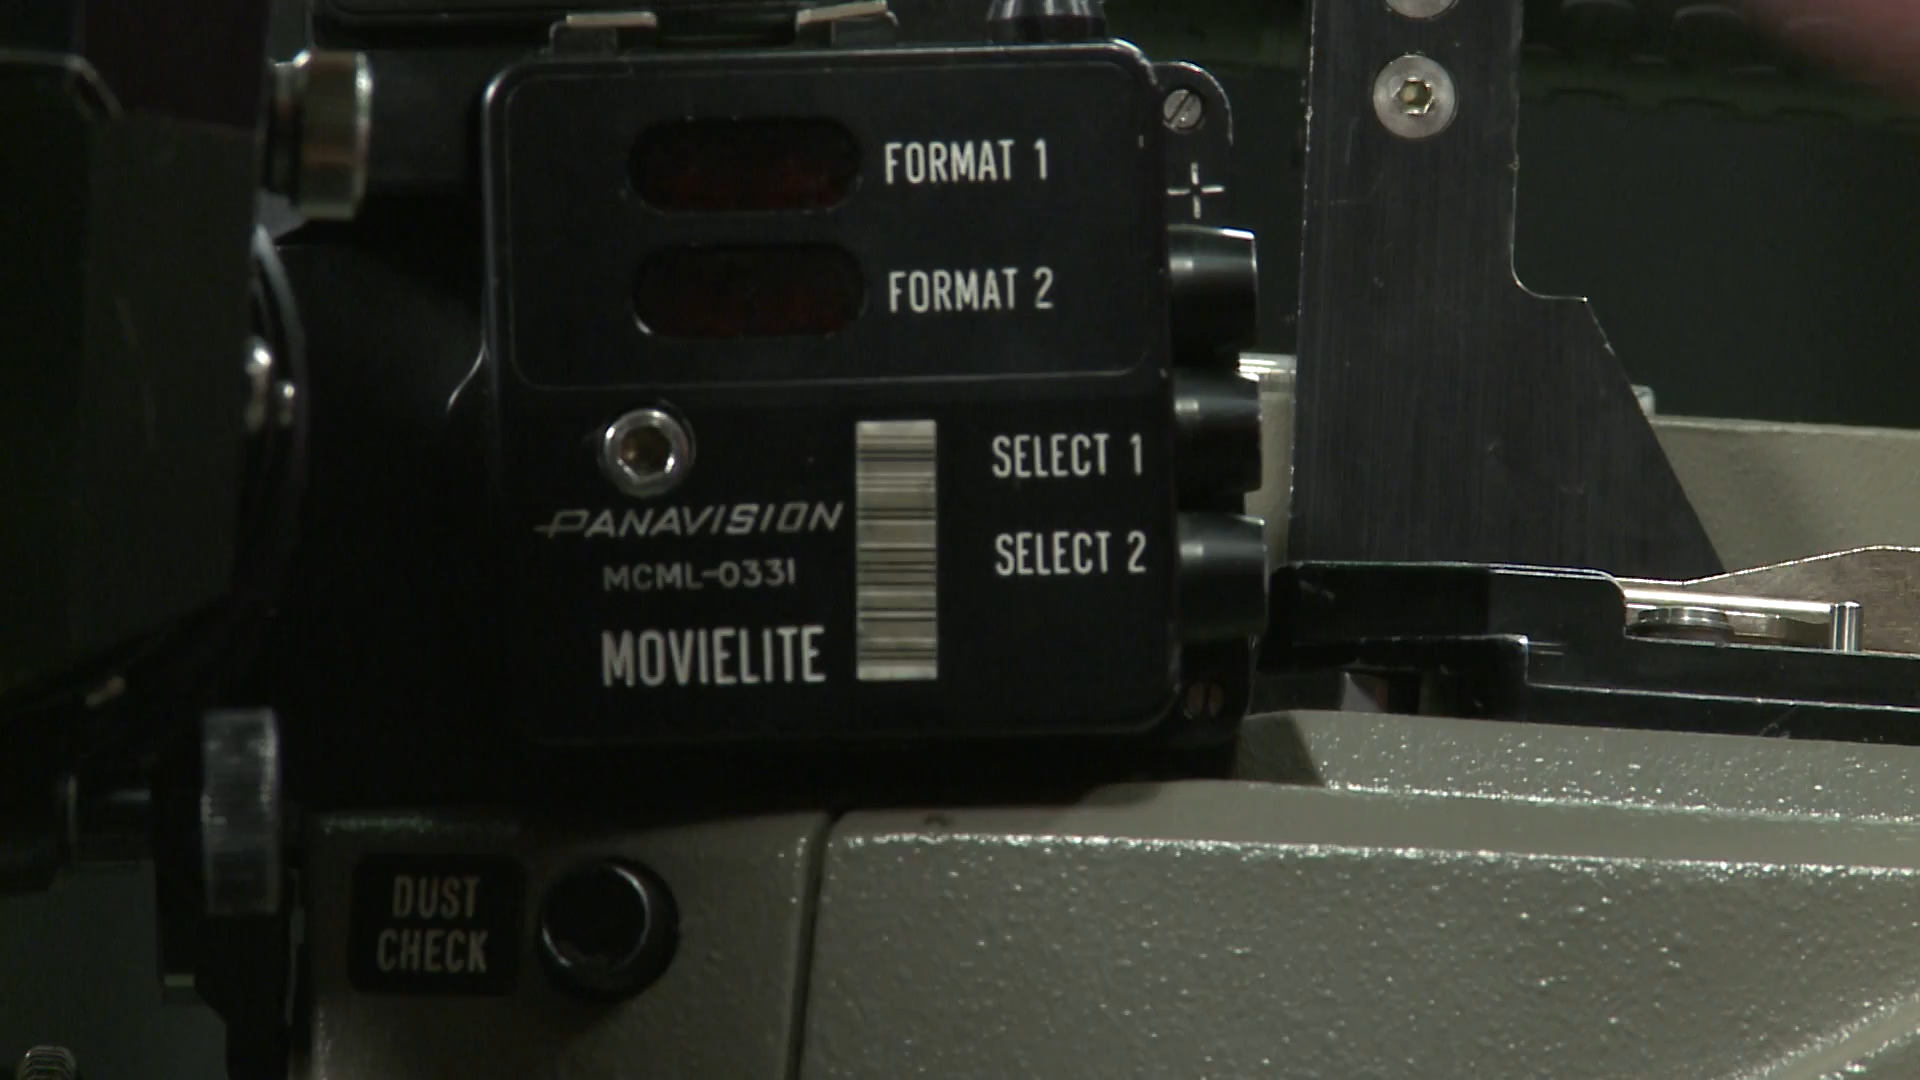 FORMAT 1
FORMAT 2
SELECT 1
PANAVISION
SELECT 2
MCML-0331
MOVIELITE
DUST
CHECK